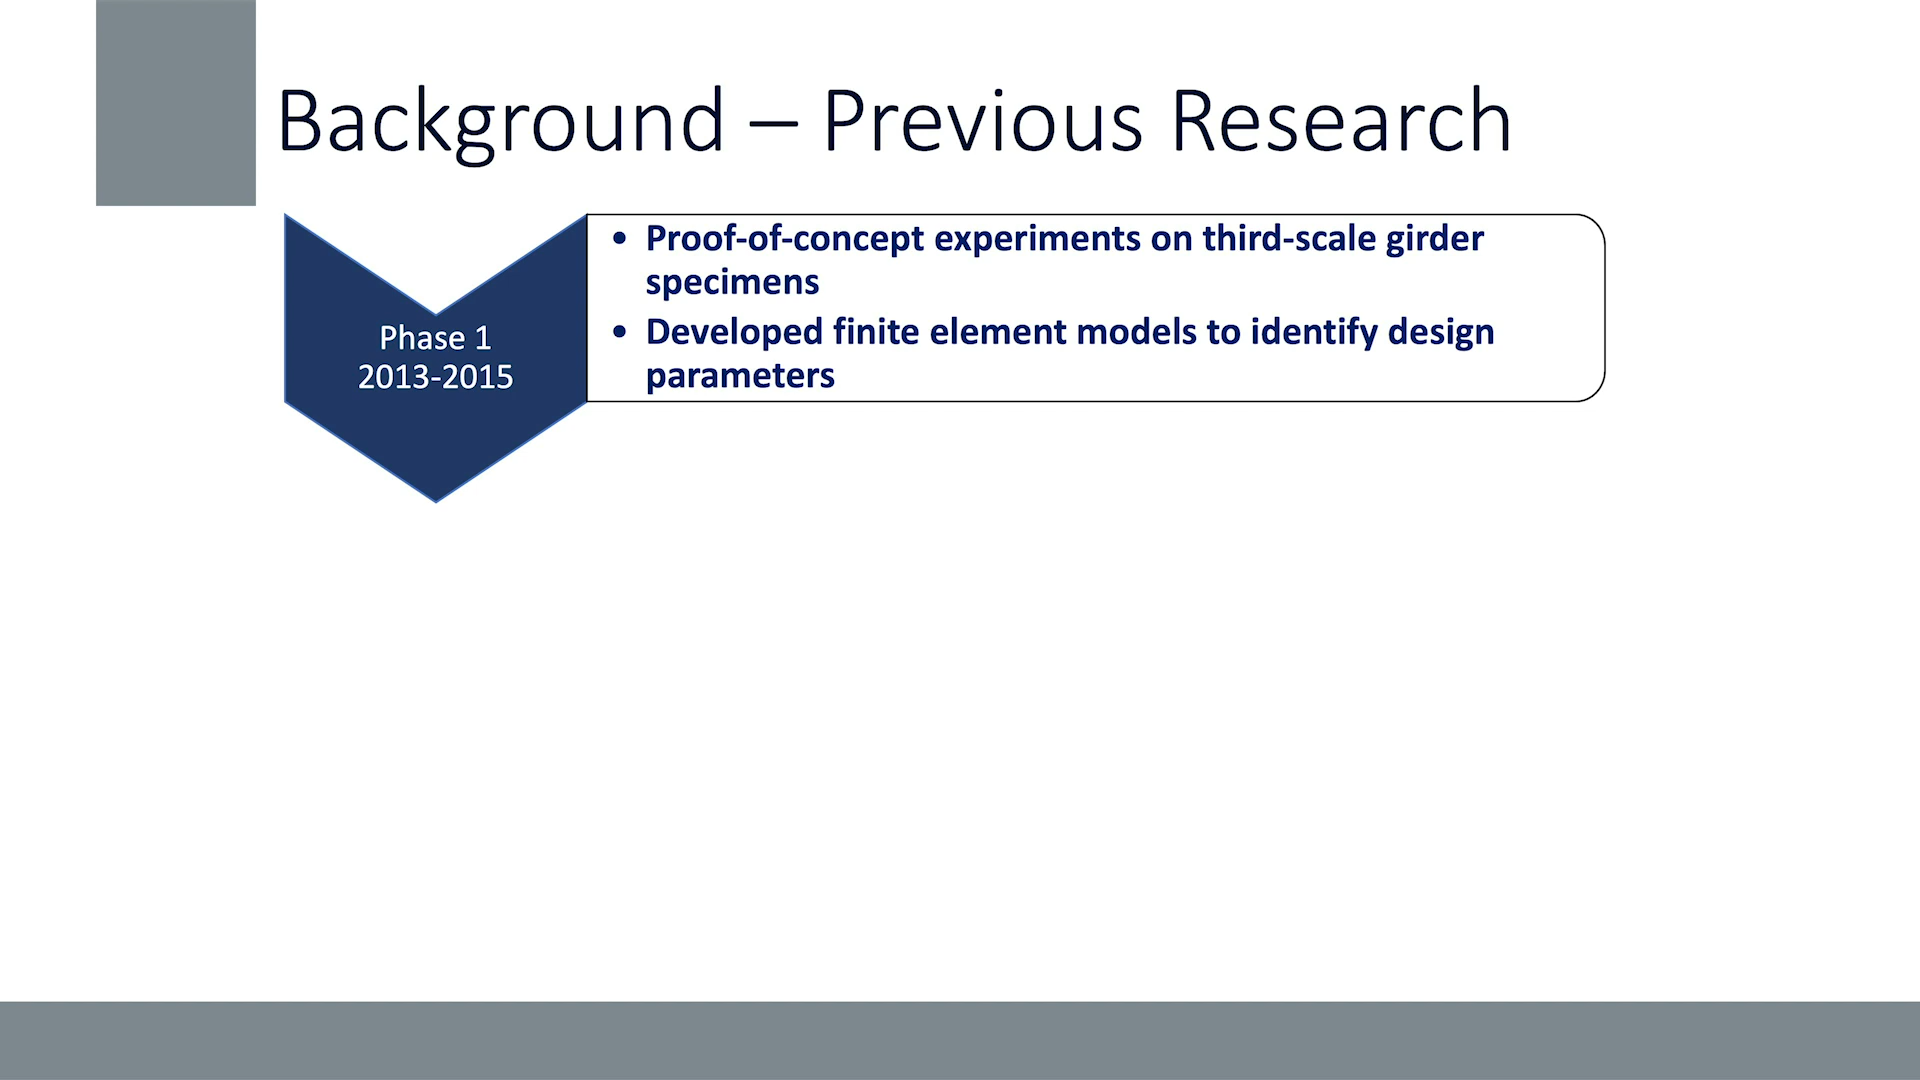 Background – Previous Research
Phase 1
2013-2015
• Proof-of-concept experiments on third-scale girder
specimens
• Developed finite element models to identify design
parameters